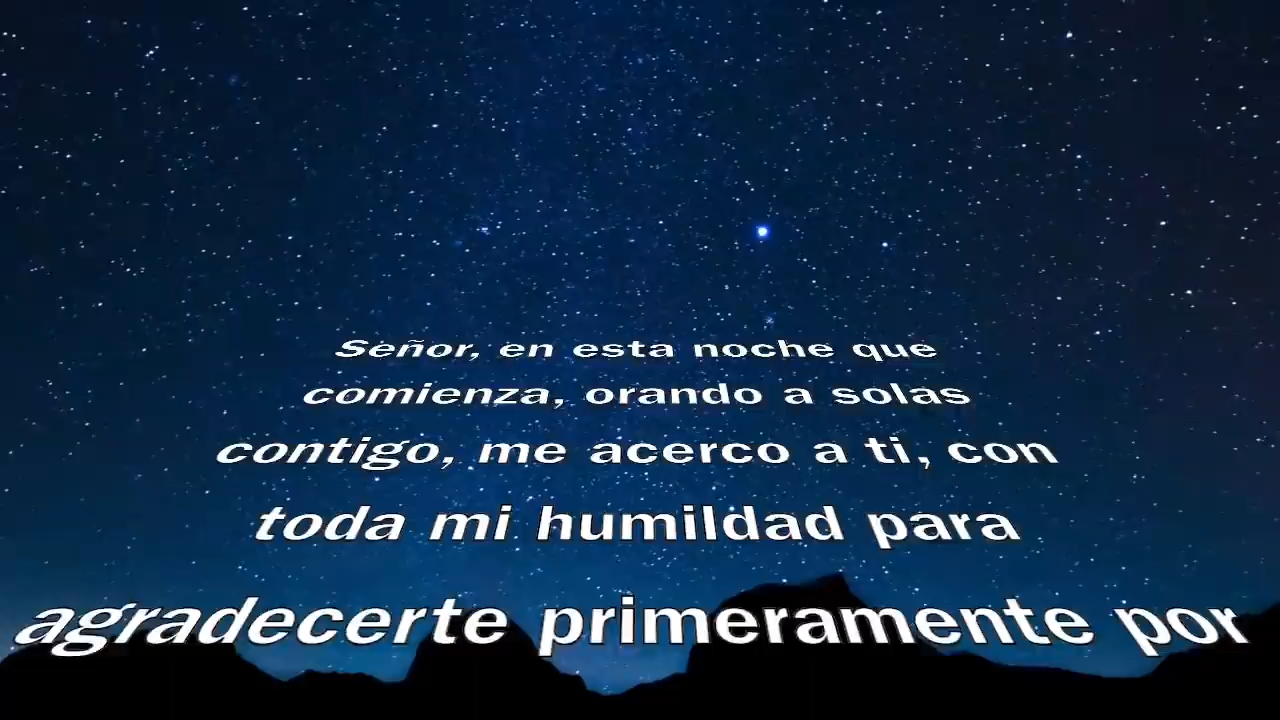 Señor, en esta noche que
comienza, orando a solas
contigo, me acerco a ti, con
toda mi humildad para
agradecerte primeramente por